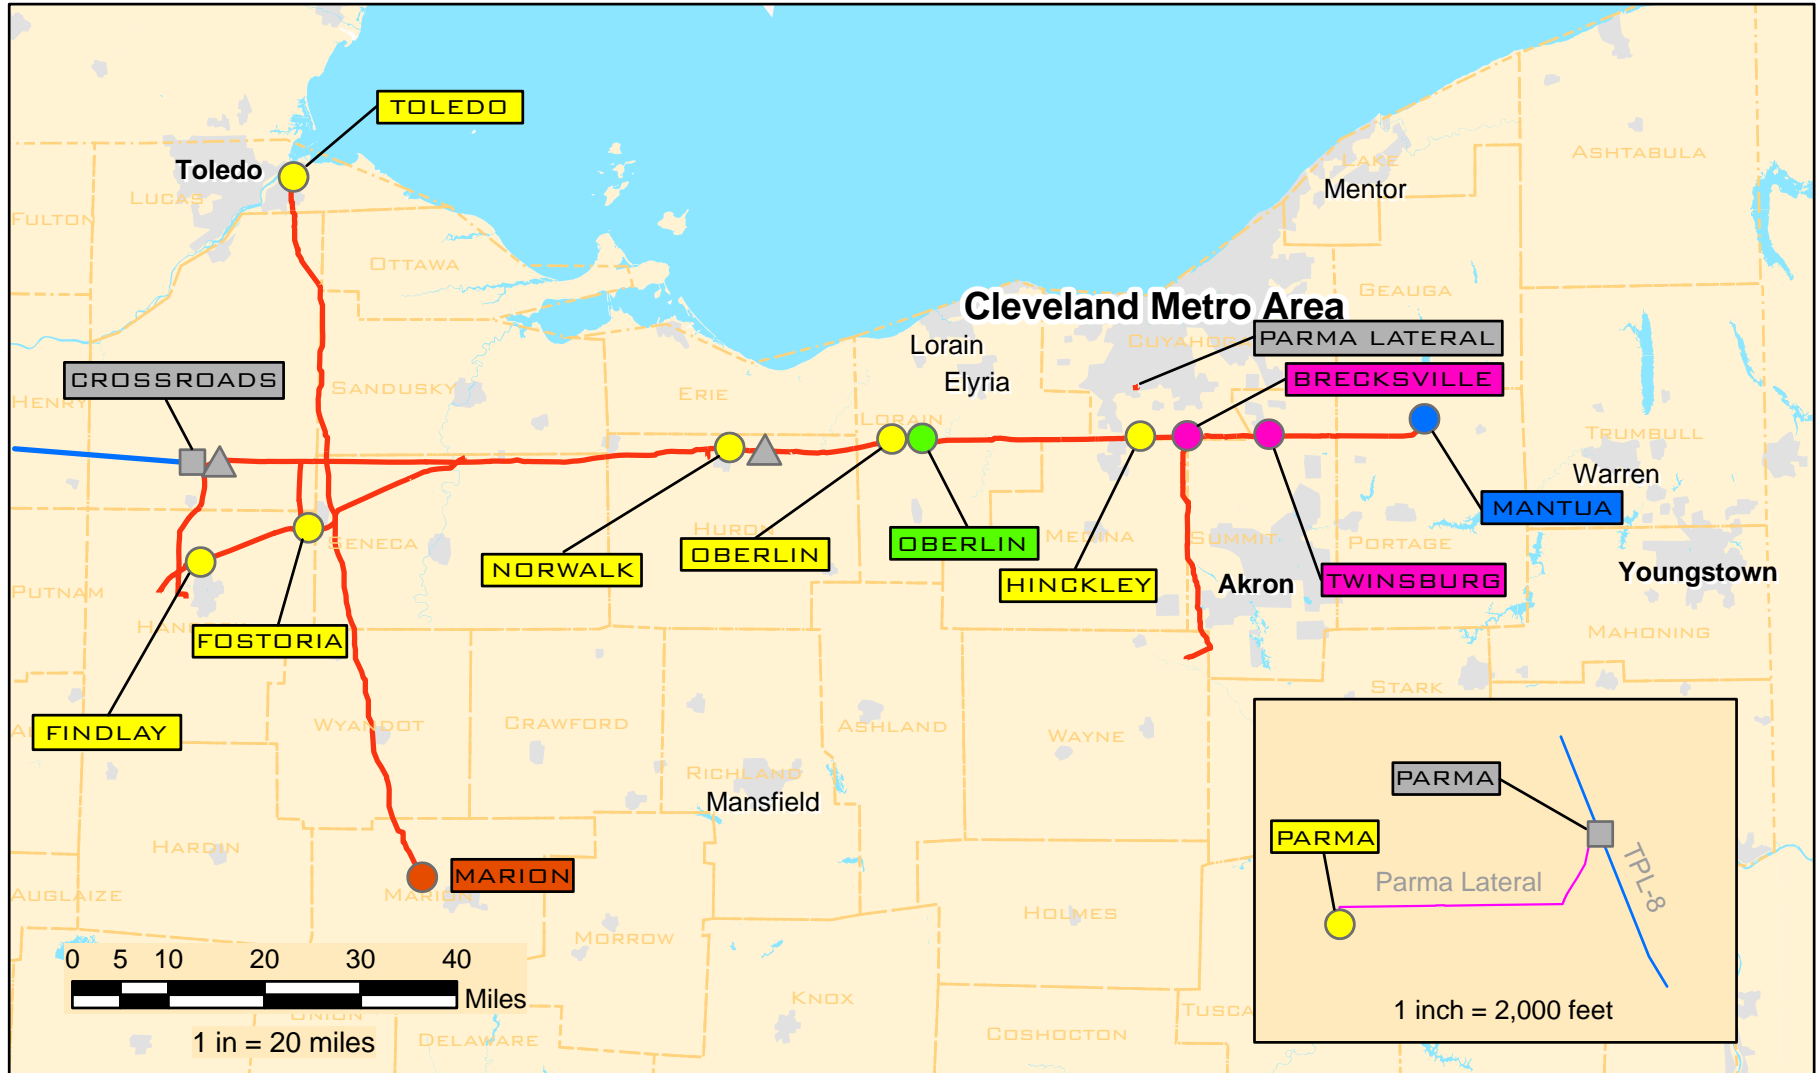 TOLEDO
Toledo
LUCAS
FULTON
OTTAWA
LAKE
Mentor
ASHTABULA
GEAUGA
Cleveland Metro Area
CUYAHOG
PARMA LATERAL
BRECKSVILLE
Lorain
Elyria
CROSSROADS
SANDUSKY
HENRY
ERIE
LORAIN
TRUMBULL
Warren
MANTUA
HURON
MEDINA
SUMMIT
PORTAGE
SENECA
NORWALK
OBERLIN
OBERLIN
HINCKLEY
Akron
TWINSBURG
Youngstown
PUTNAM
HAN
FOSTORIA
MAHONING
STARK
FINDLAY
WYANDOT
CRAWFORD
ASHLAND
WAYNE
RICHLAND
Mansfield
PARMA
PARMA
TPL-8
Parma Lateral
1 inch = 2,000 feet
HARDIN
MARION
MARION
AUGLAIZE
HOLMES
MORROW
0 5 10 20 30 40
Miles
KNOX
UNION
1 in = 20 miles
DELAWARE
COSHOCTON
TUSCA